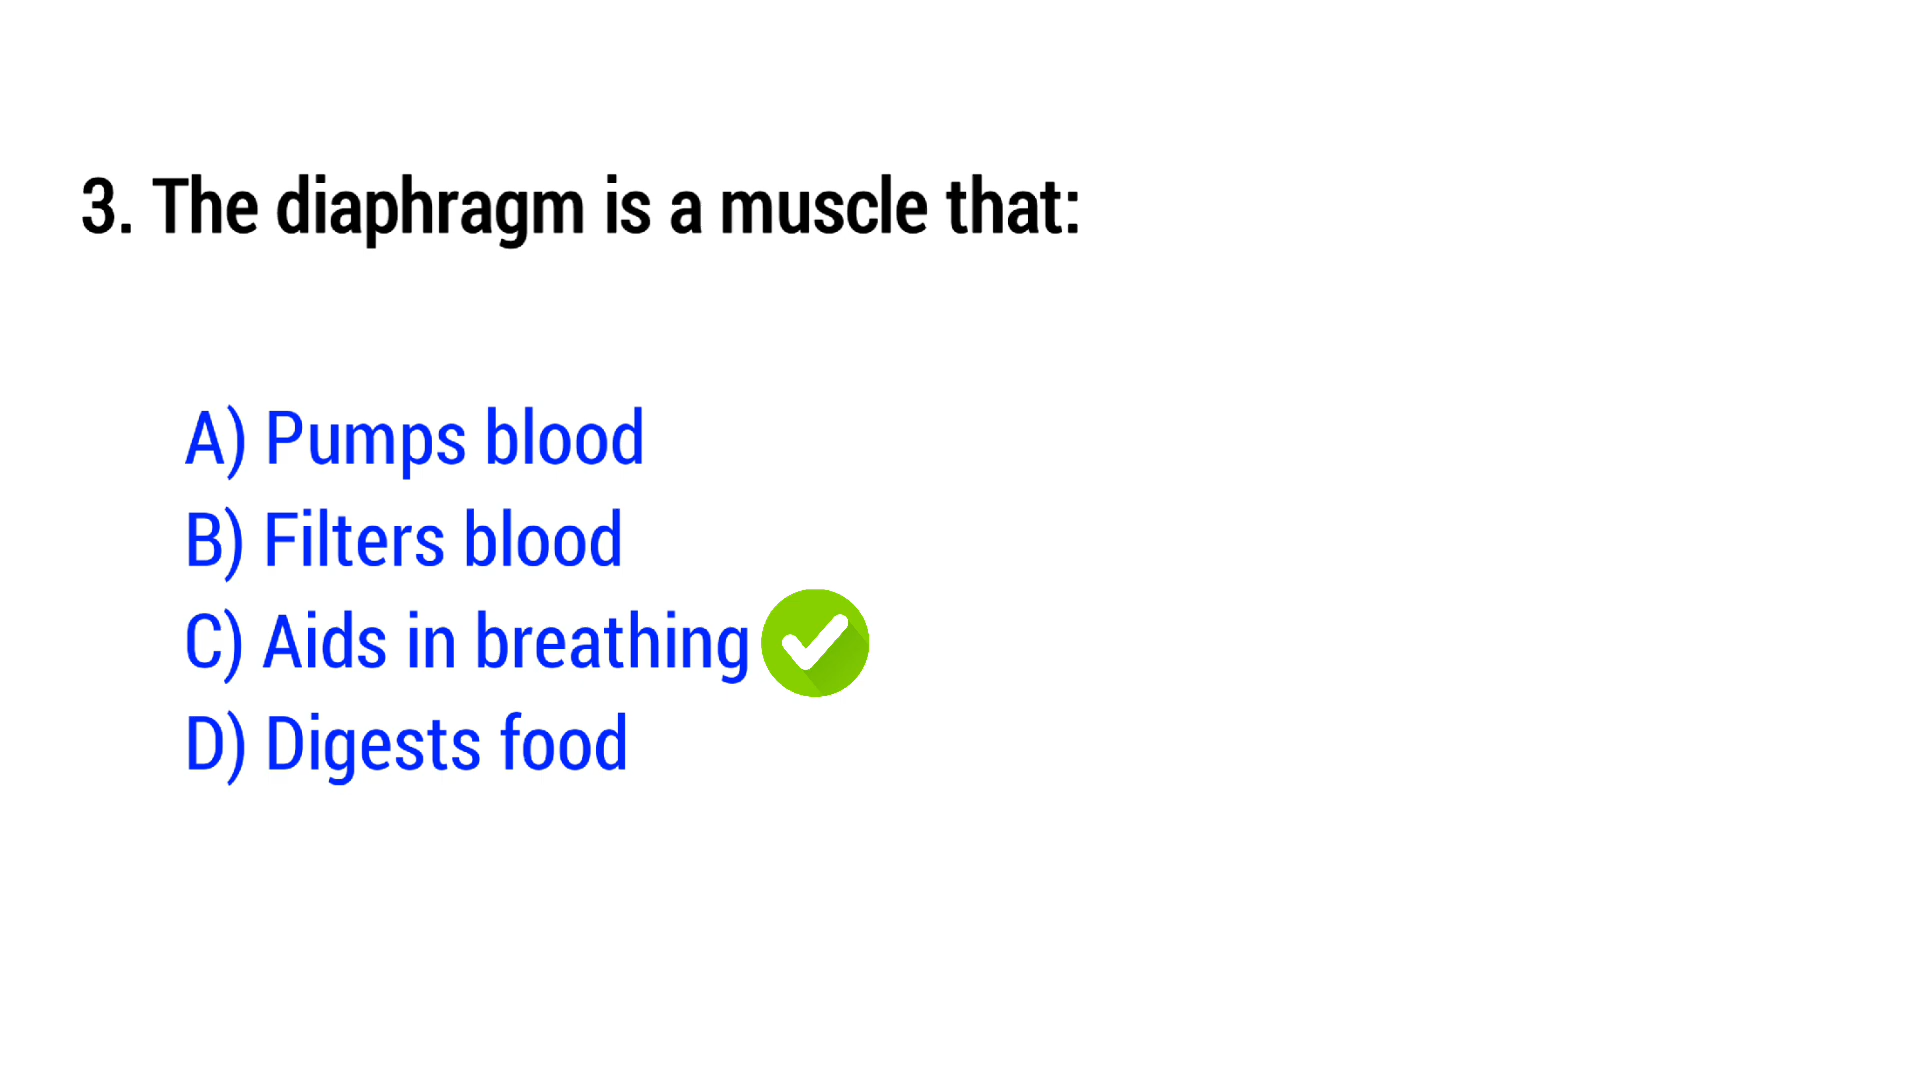 3. The diaphragm is a muscle that:
A) Pumps blood
B) Filters blood
C) Aids in breathing
D) Digests food